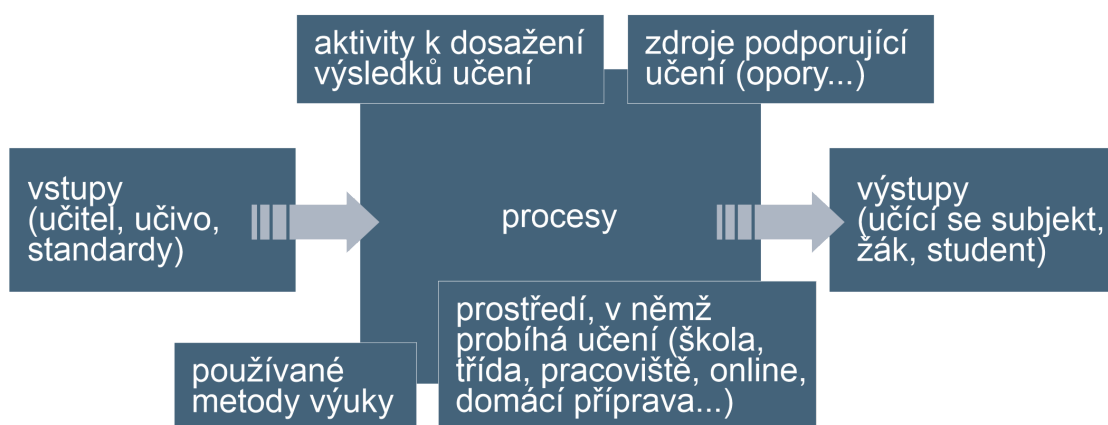 aktivity k dosažení
výsledků učení
zdroje podporující
učení (opory...)
vstupy
(učitel, učivo,
standardy)
procesy
výstupy
(učící se subjekt,
žák, student)
používané
metody výuky
prostředí, v němž
probíhá učení (škola,
třída, pracoviště, online,
domácí příprava...)